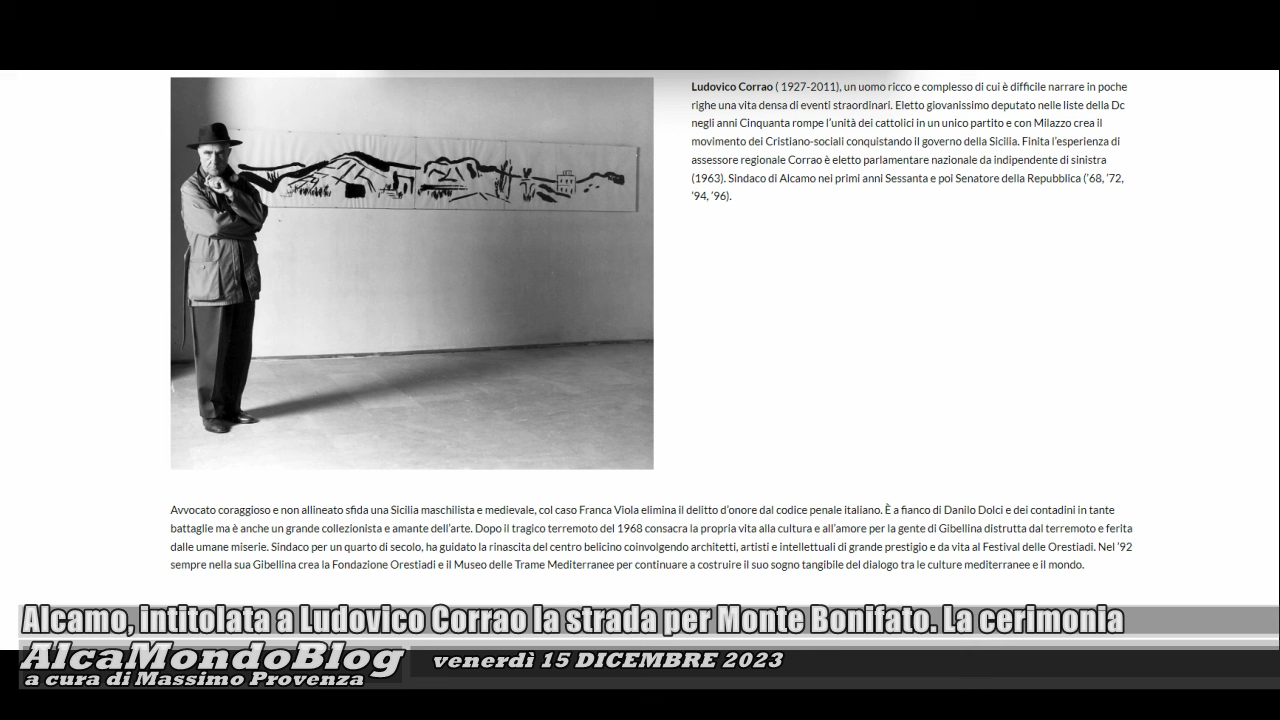 Ludovico Corrao ( 1927-2011), un uomo ricco e complesso di cui è difficile narrare in poche
righe una vita densa di eventi straordinari. Eletto giovanissimo deputato nelle liste della Dc
negli anni Cinquanta rompe l'unità dei cattolici in un unico partito e con Milazzo crea il
movimento dei Cristiano-sociali conquistando il governo della Sicilia. Finita l'esperienza di
assessore regionale Corrao è eletto parlamentare nazionale da indipendente di sinistra
(1963). Sindaco di Alcamo nei primi anni Sessanta e poi Senatore della Repubblica ('68, '72,
'94, '96).
Avvocato coraggioso e non allineato sfida una Sicilia maschilista e medievale, col caso Franca Viola elimina il delitto d'onore dal codice penale italiano. È a fianco di Danilo Dolci e dei contadini in tante
battaglie ma è anche un grande collezionista e amante dell'arte. Dopo il tragico terremoto del 1968 consacra la propria vita alla cultura e all'amore per la gente di Gibellina distrutta dal terremoto e ferita
dalle umane miserie. Sindaco per un quarto di secolo, ha guidato la rinascita del centro belicino coinvolgendo architetti, artisti e intellettuali di grande prestigio e da vita al Festival delle Orestiadi. Nel '92
sempre nella sua Gibellina crea la Fondazione Orestiadi e il Museo delle Trame Mediterranee per continuare a costruire il suo sogno tangibile del dialogo tra le culture mediterranee e il mondo.
Alcamo, intitolata a Ludovico Corrao la strada per Monte Bonifato. La cerimonia
AlcaMondoBlog
venerdì 15 DICEMBRE 2023
a cura di Massimo Provenza